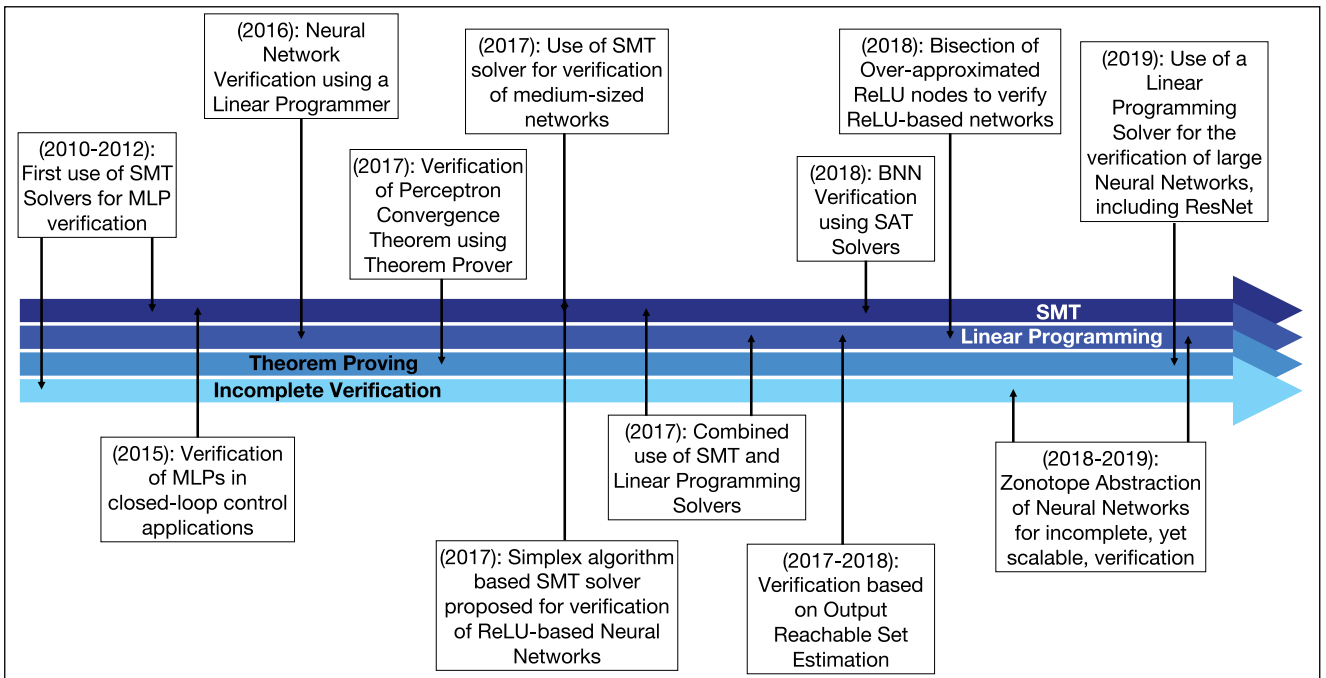 (2016): Neural
Network
Verification using a
Linear Programmer
(2017): Use of SMT
solver for verification
of medium-sized
networks
(2018): Bisection of
Over-approximated
ReLU nodes to verify
ReLU-based networks
(2019): Use of a
Linear
Programming
Solver for the
verification of large
Neural Networks,
including ResNet
(2010-2012):
First use of SMT
Solvers for MLP
verification
(2017): Verification
of Perceptron
Convergence
Theorem using
Theorem Prover
(2018): BNN
Verification
using SAT
Solvers
SMT
Linear Programming
Theorem Proving
Incomplete Verification
(2015): Verification
of MLPs in
closed-loop control
applications
(2017): Combined
use of SMT and
Linear Programming
Solvers
(2018-2019):
Zonotope Abstraction
of Neural Networks
for incomplete, yet
scalable, verification
(2017): Simplex algorithm
based SMT solver
proposed for verification
of ReLU-based Neural
Networks
(2017-2018):
Verification based
on Output
Reachable Set
Estimation